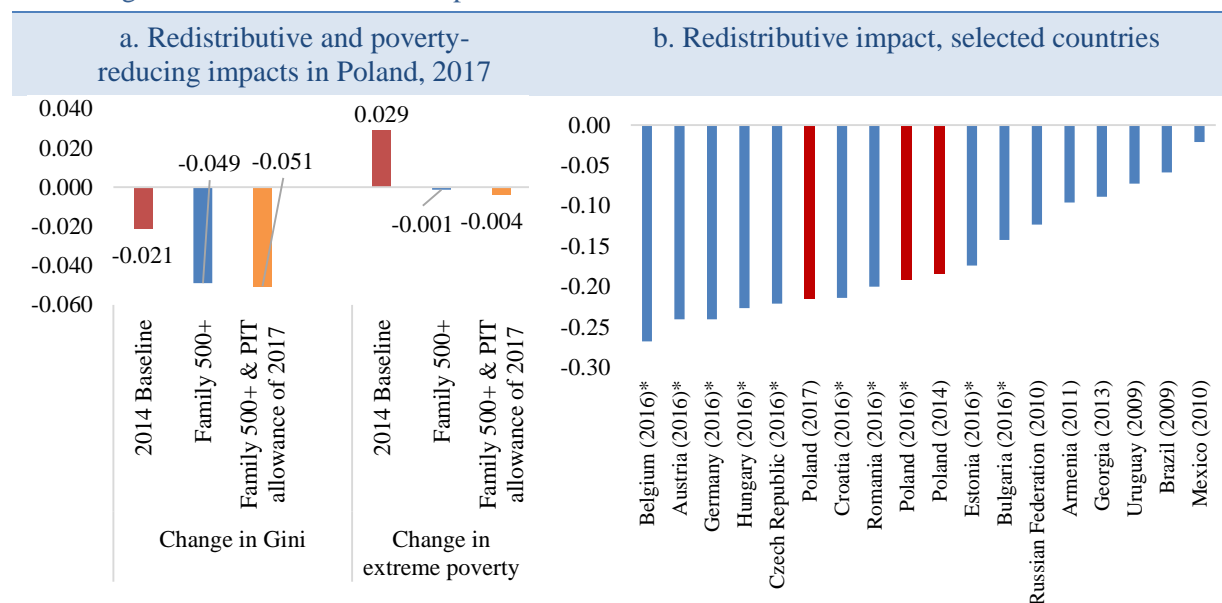 a. Redistributive and poverty-
reducing impacts in Poland, 2017
0.040
0.020
0.000
-0.020
-0.040
-0.060
0.029
-0.049
-0.051
-0.001
-0.004
-0.021
2014 Baseline
Family 500+
Family 500+ & PIT
allowance of 2017
2014 Baseline
Family 500+
Family 500+ & PIT
allowance of 2017
Change in Gini
Change in
extreme poverty
b. Redistributive impact, selected countries
0.00
-0.05
-0.10
-0.15
-0.20
-0.25
-0.30
Belgium (2016)*
Austria (2016)*
Germany (2016)*
Hungary (2016)*
Czech Republic (2016)*
Poland (2017)
Croatia (2016)*
Romania (2016)*
Poland (2016)*
Poland (2014)
Estonia (2016)*
Bulgaria (2016)*
Russian Federation (2010)
Armenia (2011)
Georgia (2013)
Uruguay (2009)
Brazil (2009)
Mexico (2010)